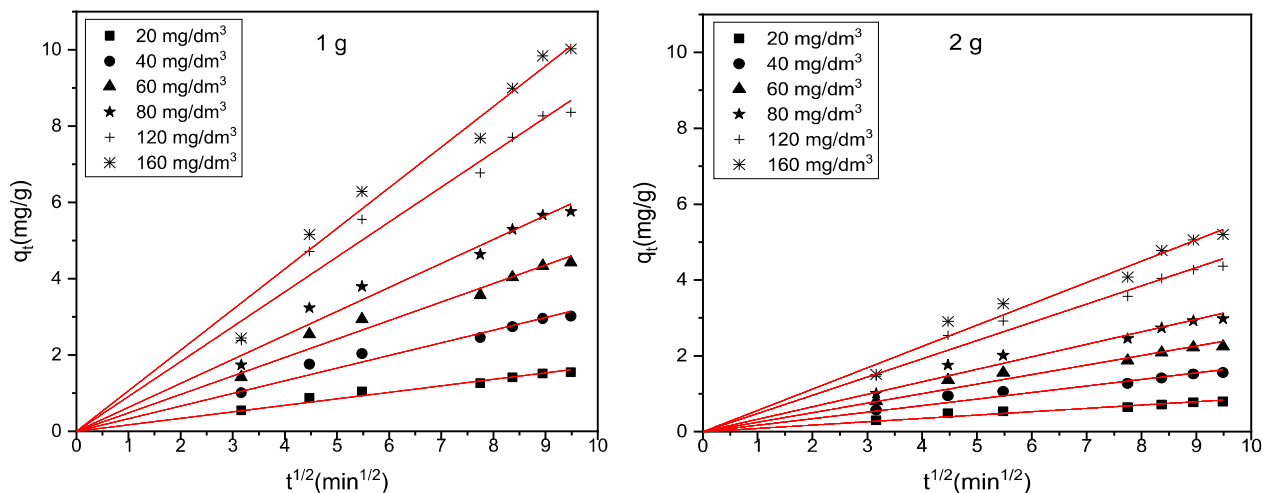 1 g
20 mg/dm³
40 mg/dm³
60 mg/dm³
80 mg/dm³
120 mg/dm³
160 mg/dm³
10
8
6
4
2
0
qₜ(mg/g)
0 1 2 3 4 5 6 7 8 9 10
t¹/²(min¹/²)
2 g
20 mg/dm³
40 mg/dm³
60 mg/dm³
80 mg/dm³
120 mg/dm³
160 mg/dm³
10
8
6
4
2
0
qₜ(mg/g)
0 1 2 3 4 5 6 7 8 9 10
t¹/²(min¹/²)